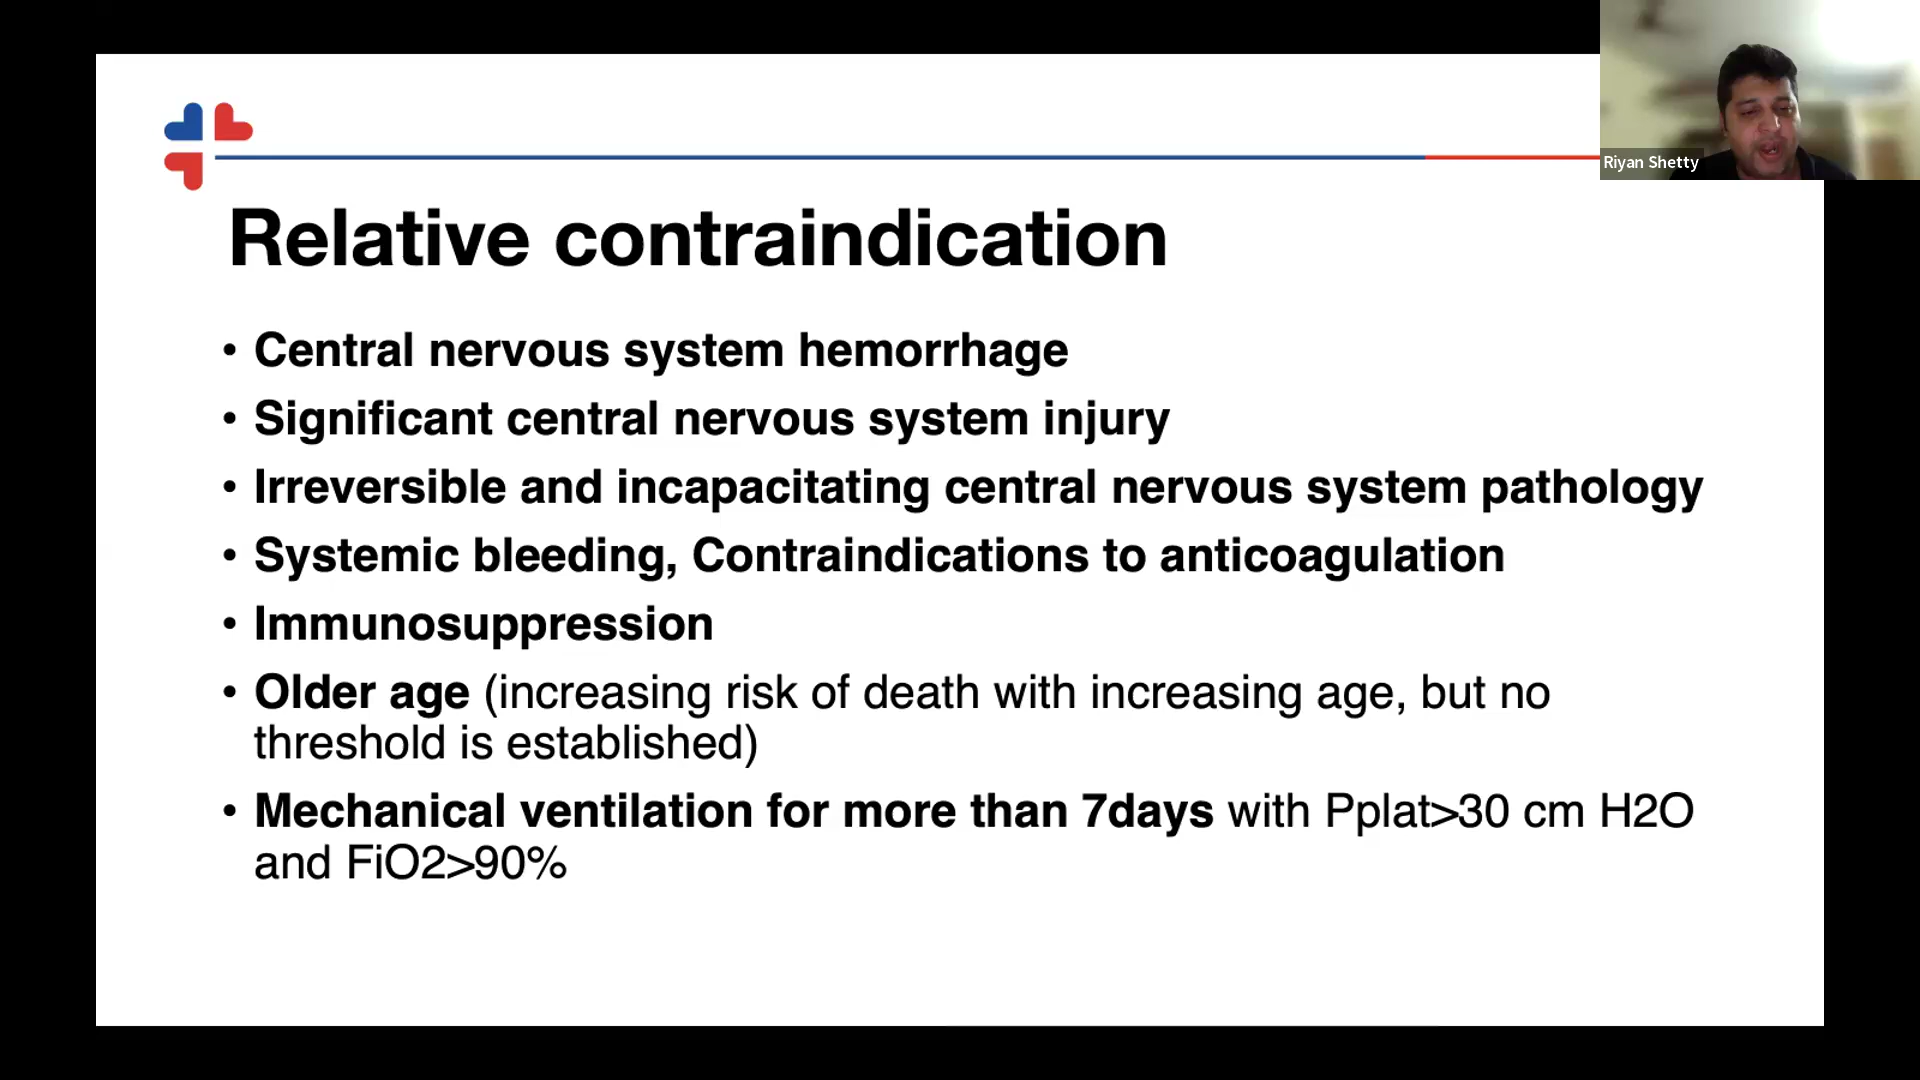 Riyan Shetty
Relative contraindication
• Central nervous system hemorrhage
• Significant central nervous system injury
• Irreversible and incapacitating central nervous system pathology
• Systemic bleeding, Contraindications to anticoagulation
• Immunosuppression
• Older age (increasing risk of death with increasing age, but no
threshold is established)
• Mechanical ventilation for more than 7days with Pplat>30 cm H2O
and FiO2>90%